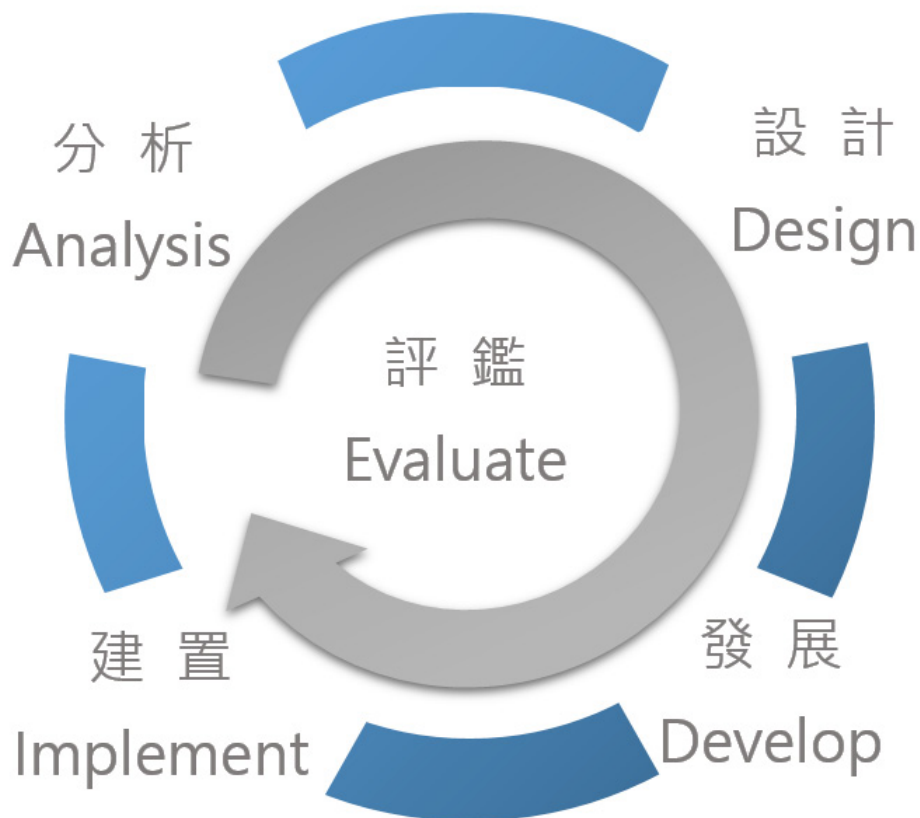 分析
Analysis
設計
Design
評鑑
Evaluate
發展
Develop
建置
Implement